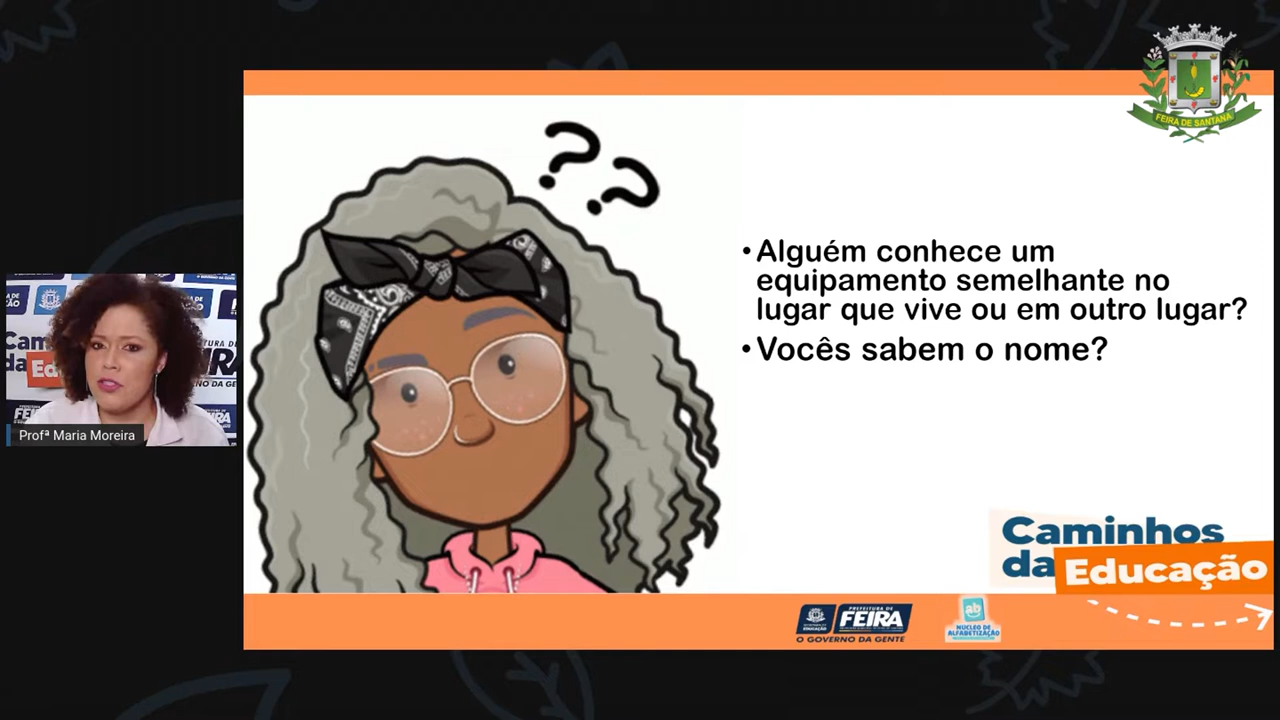 FEIRA DE SANTANA
• Alguém conhece um
equipamento semelhante no
lugar que vive ou em outro lugar?
• Vocês sabem o nome?
Profª Maria Moreira
Caminhos
da Educação
EDUCAÇÃO
PREFEITURA DE
FEIRA
O GOVERNO DA GENTE
ab
NÚCLEO DE
ALFABETIZAÇÃO